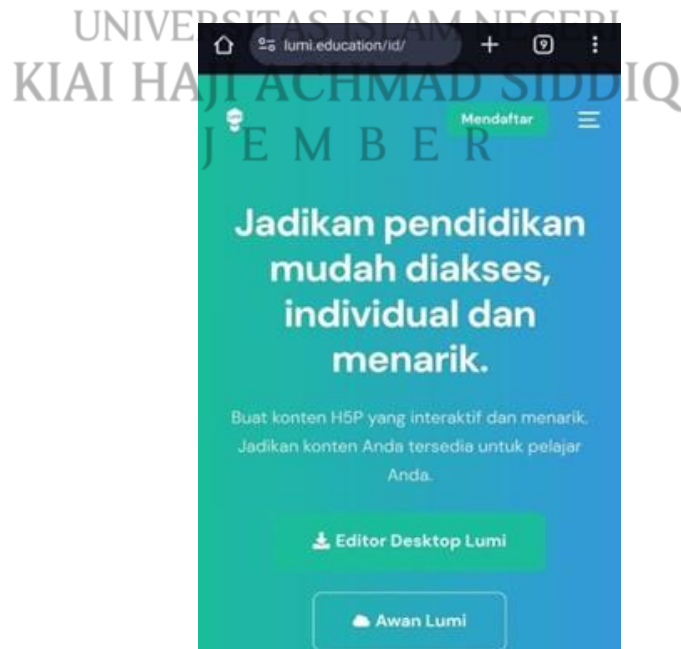 UNIVERSITAS ISLAM NEGERI
KIAI HAJI ACHMAD SIDDIQ
JEMBER
lumi.education/id/
9
Mendaftar
Jadikan pendidikan
mudah diakses,
individual dan
menarik.
Buat konten H5P yang interaktif dan menarik.
Jadikan konten Anda tersedia untuk pelajar
Anda.
Editor Desktop Lumi
Awan Lumi